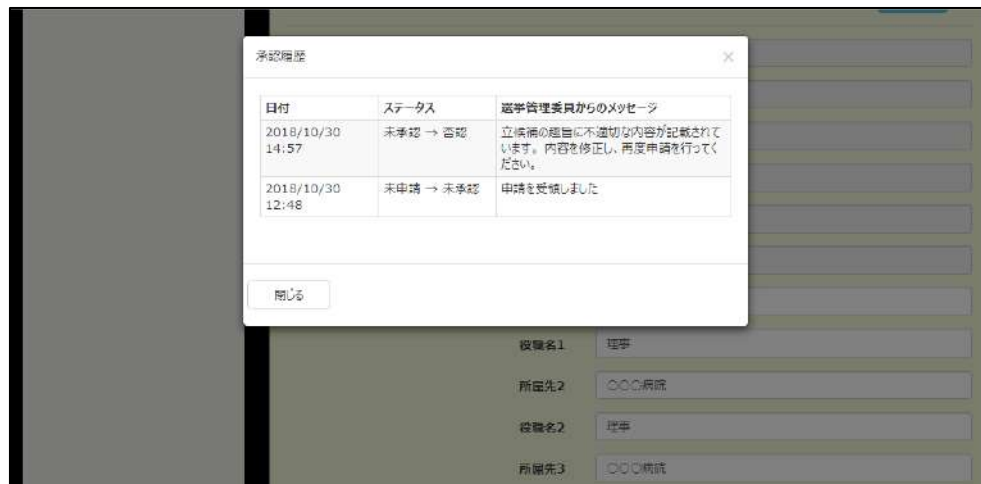 承認履歴
×
日付 ステータス 選挙管理委員からのメッセージ
2018/10/30 未承認 → 否認 立候補の趣旨に不適切な内容が記載されて
14:57 います。内容を修正し、再度申請を行ってく
ださい。
2018/10/30 未申請 → 未承認 申請を受領しました
12:48
閉じる
役職名1 理事
所属先2 〇〇〇病院
役職名2 理事
所属先3 〇〇〇病院